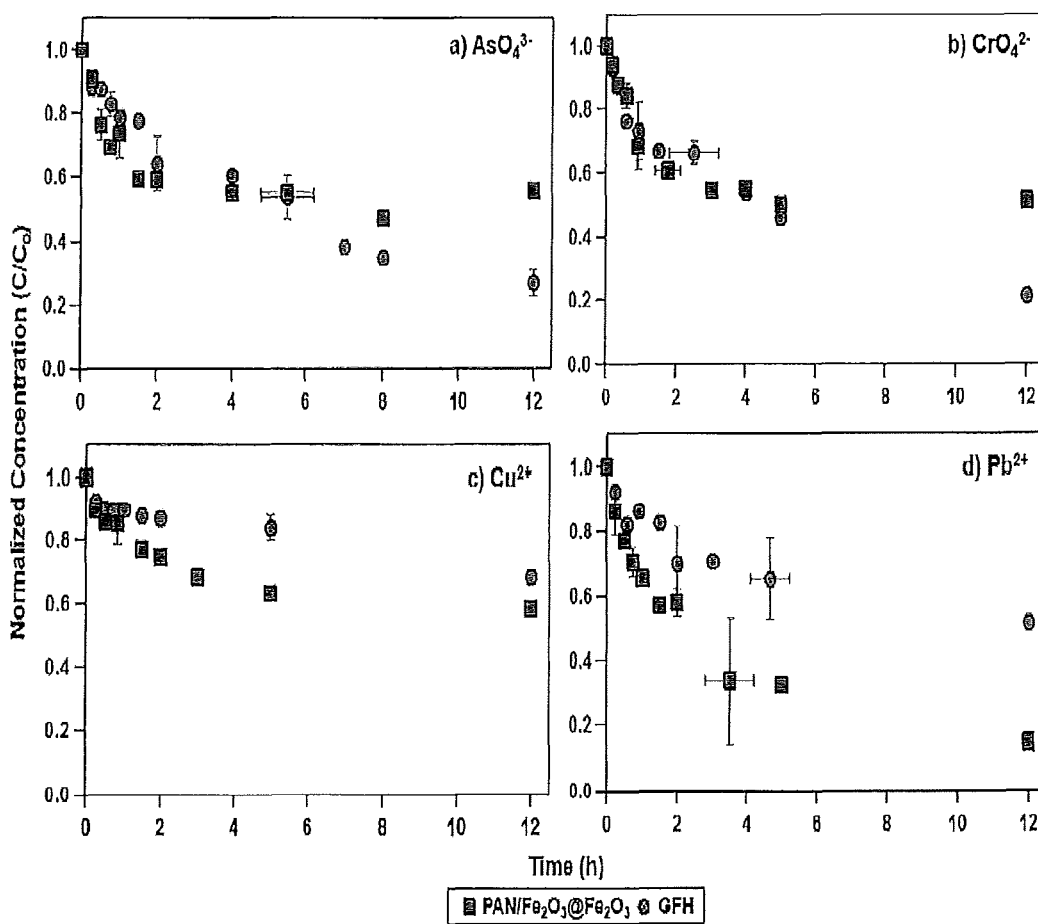 Normalized Concentration (C/C₀)
a) AsO₄³⁻
1.0
0.8
0.6
0.4
0.2
0.0
0 2 4 6 8 10 12
b) CrO₄²⁻
1.0
0.8
0.6
0.4
0.2
0.0
0 2 4 6 8 10 12
c) Cu²⁺
1.0
0.8
0.6
0.4
0.2
0.0
0 2 4 6 8 10 12
d) Pb²⁺
1.0
0.8
0.6
0.4
0.2
0.0
0 2 4 6 8 10 12
Time (h)
PAN/Fe₂O₃@Fe₂O₃ GFH